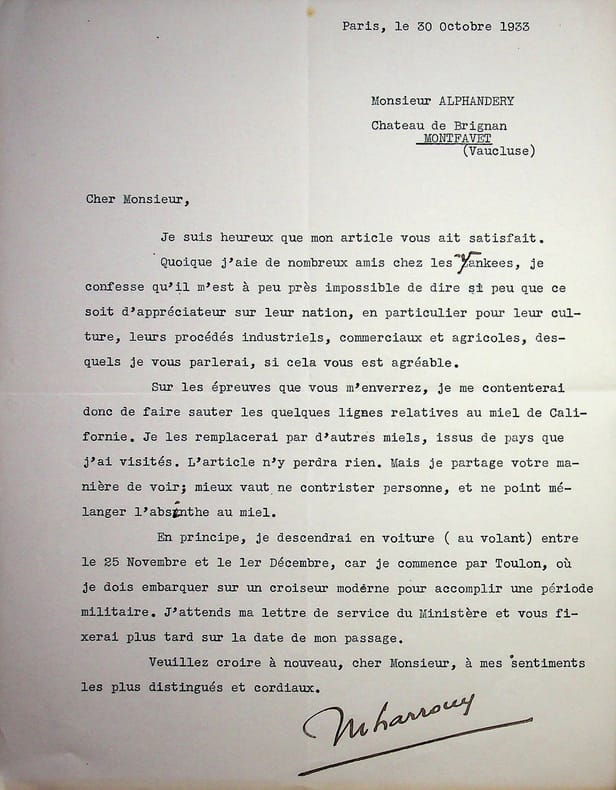 Paris, le 30 Octobre 1933
Monsieur ALPHANDERY
Chateau de Brignan
MONTFAVET
(Vaucluse)
Cher Monsieur,
Je suis heureux que mon article vous ait satisfait.
Quoique j'aie de nombreux amis chez les Yankees, je
confesse qu'il m'est à peu près impossible de dire si peu que ce
soit d'appréciateur sur leur nation, en particulier pour leur cul-
ture, leurs procédés industriels, commerciaux et agricoles, des-
quels je vous parlerai, si cela vous est agréable.
Sur les épreuves que vous m'enverrez, je me contenterai
donc de faire sauter les quelques lignes relatives au miel de Cali-
fornie. Je les remplacerai par d'autres miels, issus de pays que
j'ai visités. L'article n'y perdra rien. Mais je partage votre ma-
nière de voir; mieux vaut ne contrister personne, et ne point mé-
langer l'absinthe au miel.
En principe, je descendrai en voiture ( au volant) entre
le 25 Novembre et le 1er Décembre, car je commence par Toulon, où
je dois embarquer sur un croiseur moderne pour accomplir une période
militaire. J'attends ma lettre de service du Ministère et vous fi-
xerai plus tard sur la date de mon passage.
Veuillez croire à nouveau, cher Monsieur, à mes sentiments
les plus distingués et cordiaux.